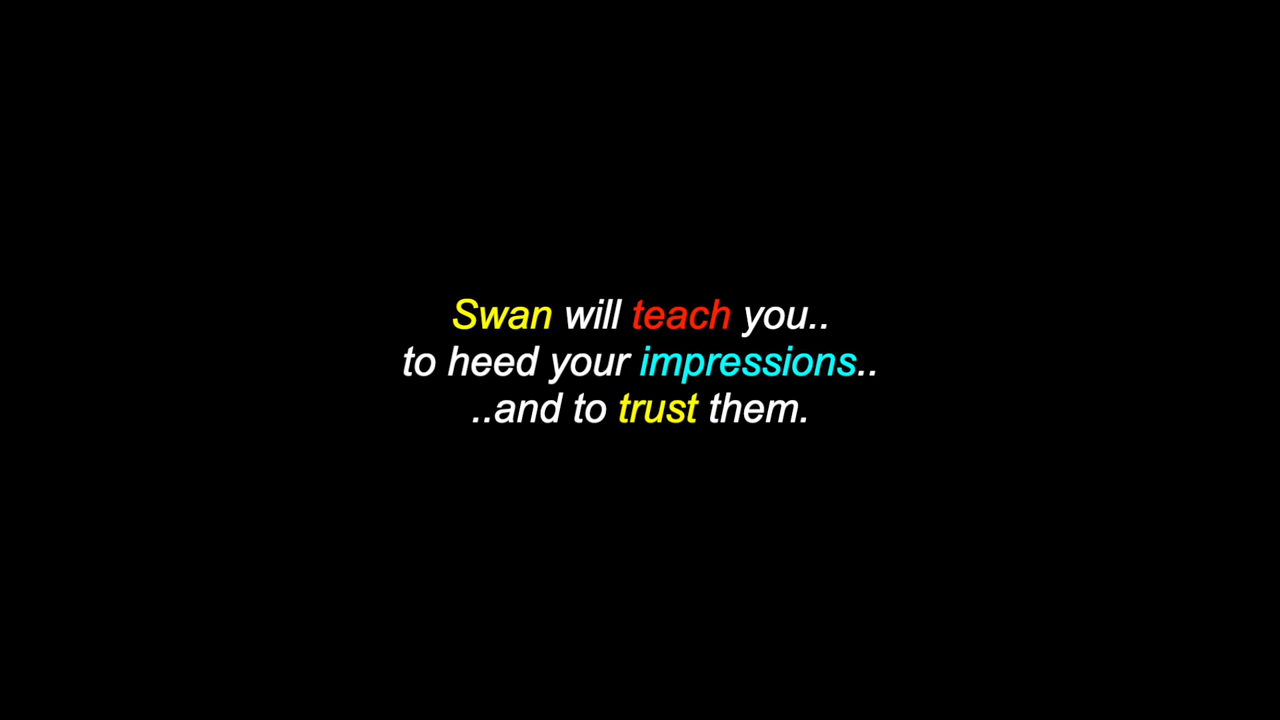 Swan will teach you..
to heed your impressions..
..and to trust them.